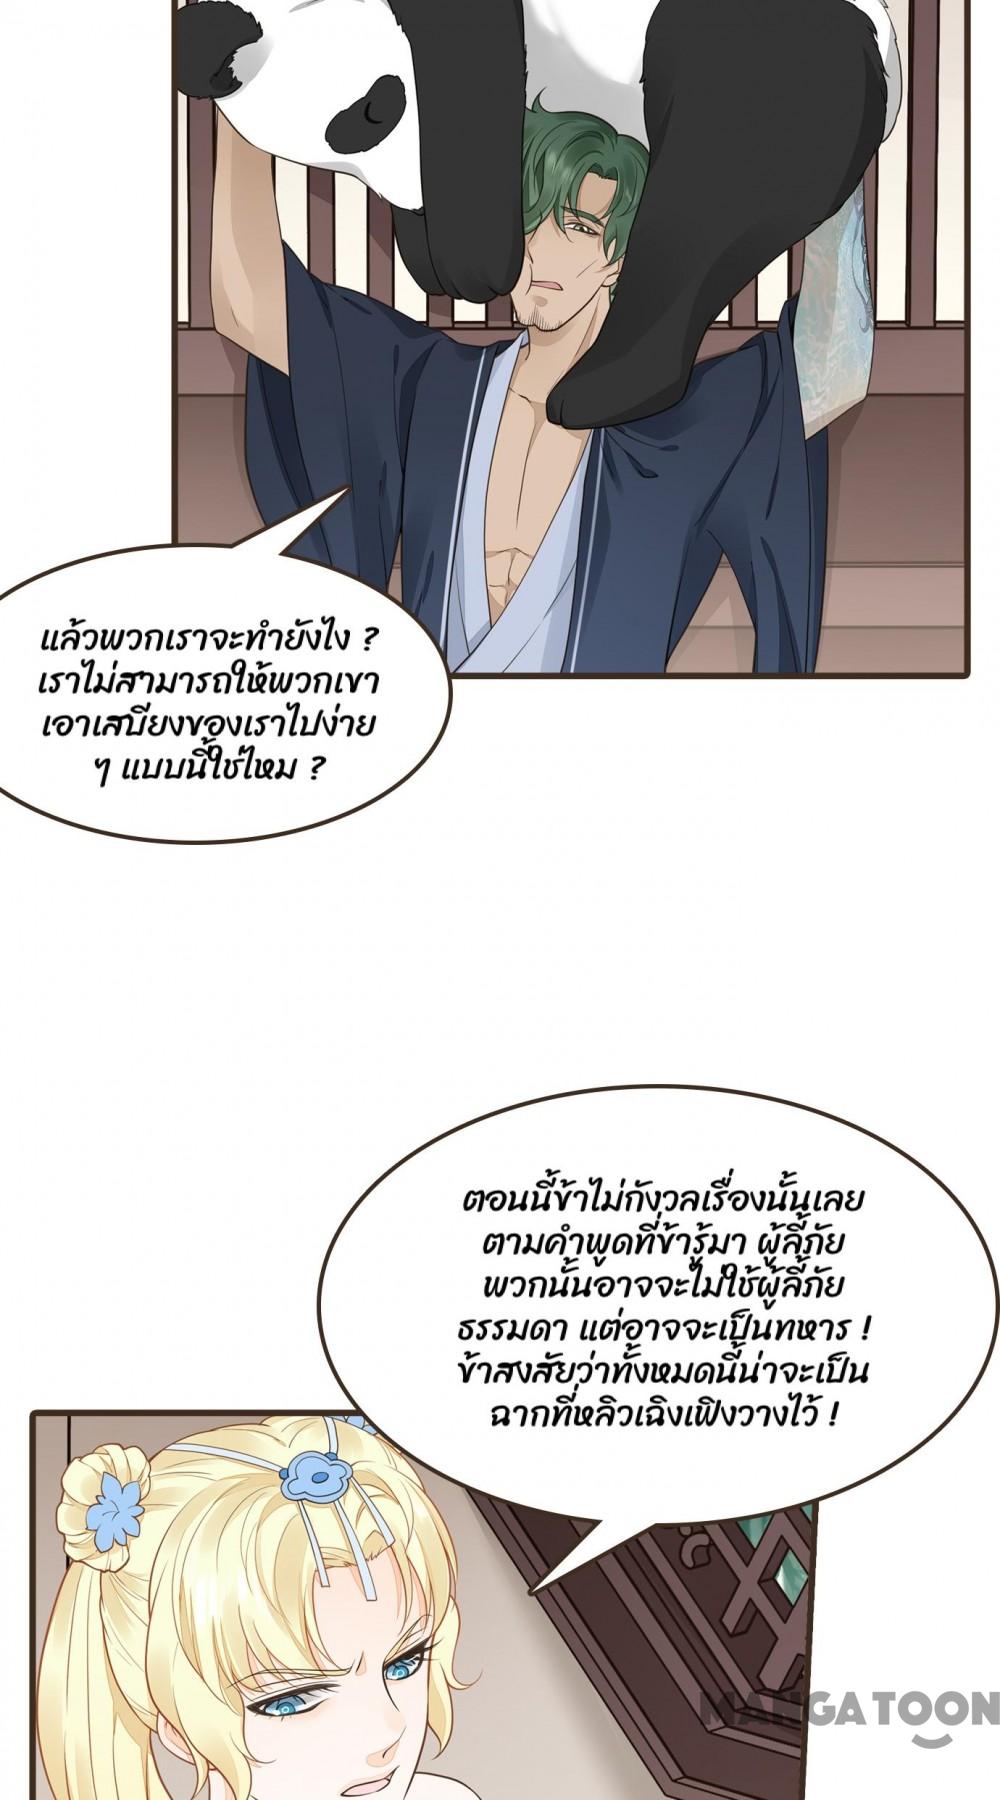 แล้วพวกเราจะทำยังไง ?
เราไม่สามารถให้พวกเขา
เอาเสบียงของเราไปง่าย
ๆ แบบนี้ใช่ไหม ?
ตอนนี้ข้าไม่กังวลเรื่องนั้นเลย
ตามคำพูดที่ข้ารู้มา ผู้ลี้ภัย
พวกนั้นอาจจะไม่ใช้ผู้ลี้ภัย
ธรรมดา แต่อาจจะเป็นทหาร !
ข้าสงสัยว่าทั้งหมดนี้น่าจะเป็น
ฉากที่หลิวเฉิงเฟิงวางไว้ !
MANGATOON